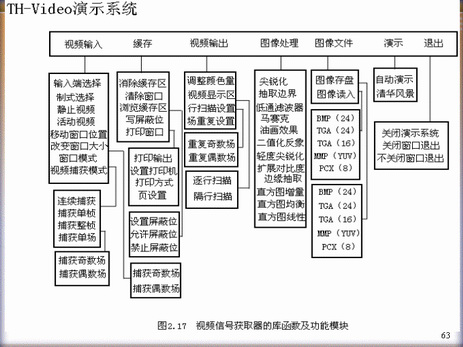 TH-Video演示系统
视频输入
缓存
视频输出
图像处理
图像文件
演示
退出
输入端选择
制式选择
静止视频
活动视频
移动窗口位置
改变窗口大小
窗口模式
视频捕获模式
连续捕获
捕获单桢
捕获整桢
捕获单场
捕获奇数场
捕获偶数场
消除缓存区
清除窗口
浏览缓存区
写屏蔽位
打印窗口
打印输出
设置打印机
打印方式
页设置
设置屏蔽位
允许屏蔽位
禁止屏蔽位
捕获奇数场
捕获偶数场
调整颜色量
视频显示区
行扫描设置
场重复设置
重复奇数场
重复偶数场
逐行扫描
隔行扫描
尖锐化
抽取边界
低通滤波器
马赛克
油画效果
二值化反象
轻度尖锐化
扩展对比度
边缘抽取
直方图增量
直方图均衡
直方图线性
图像存盘
图像读入
BMP (24)
TGA (24)
TGA (16)
MMP (YUV)
PCX (8)
BMP (24)
TGA (24)
TGA (16)
MMP (YUV)
PCX (8)
自动演示
清华风景
关闭演示系统
关闭窗口退出
不关窗口退出
图2.17 视频信号获取器的库函数及功能模块
63